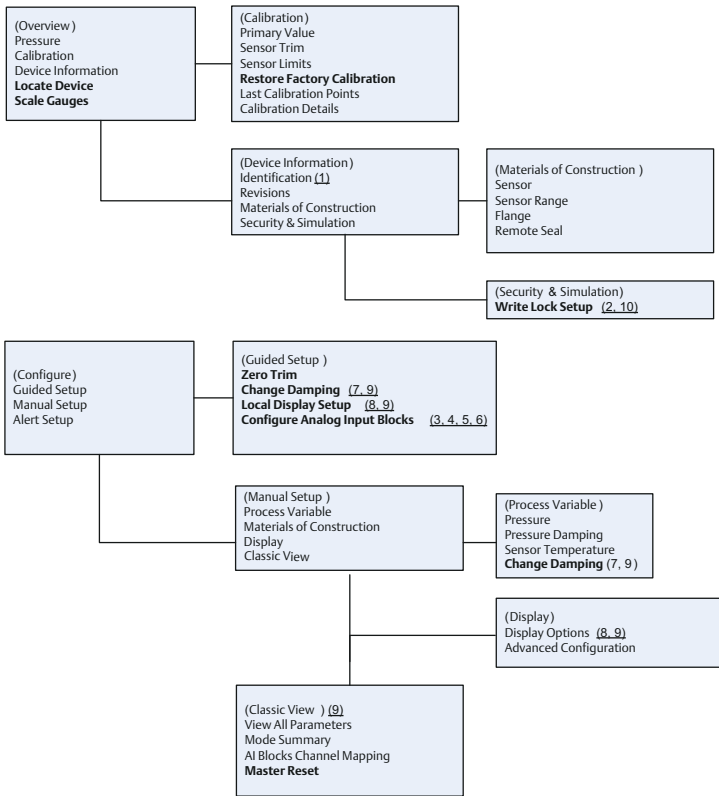 (Overview)
Pressure
Calibration
Device Information
Locate Device
Scale Gauges
(Calibration)
Primary Value
Sensor Trim
Sensor Limits
Restore Factory Calibration
Last Calibration Points
Calibration Details
(Device Information)
Identification (1)
Revisions
Materials of Construction
Security & Simulation
(Materials of Construction )
Sensor
Sensor Range
Flange
Remote Seal
(Security & Simulation)
Write Lock Setup (2, 10)
(Configure)
Guided Setup
Manual Setup
Alert Setup
(Guided Setup )
Zero Trim
Change Damping (7, 9)
Local Display Setup (8, 9)
Configure Analog Input Blocks (3, 4, 5, 6)
(Manual Setup )
Process Variable
Materials of Construction
Display
Classic View
(Process Variable )
Pressure
Pressure Damping
Sensor Temperature
Change Damping (7, 9)
(Display)
Display Options (8, 9)
Advanced Configuration
(Classic View ) (9)
View All Parameters
Mode Summary
AI Blocks Channel Mapping
Master Reset